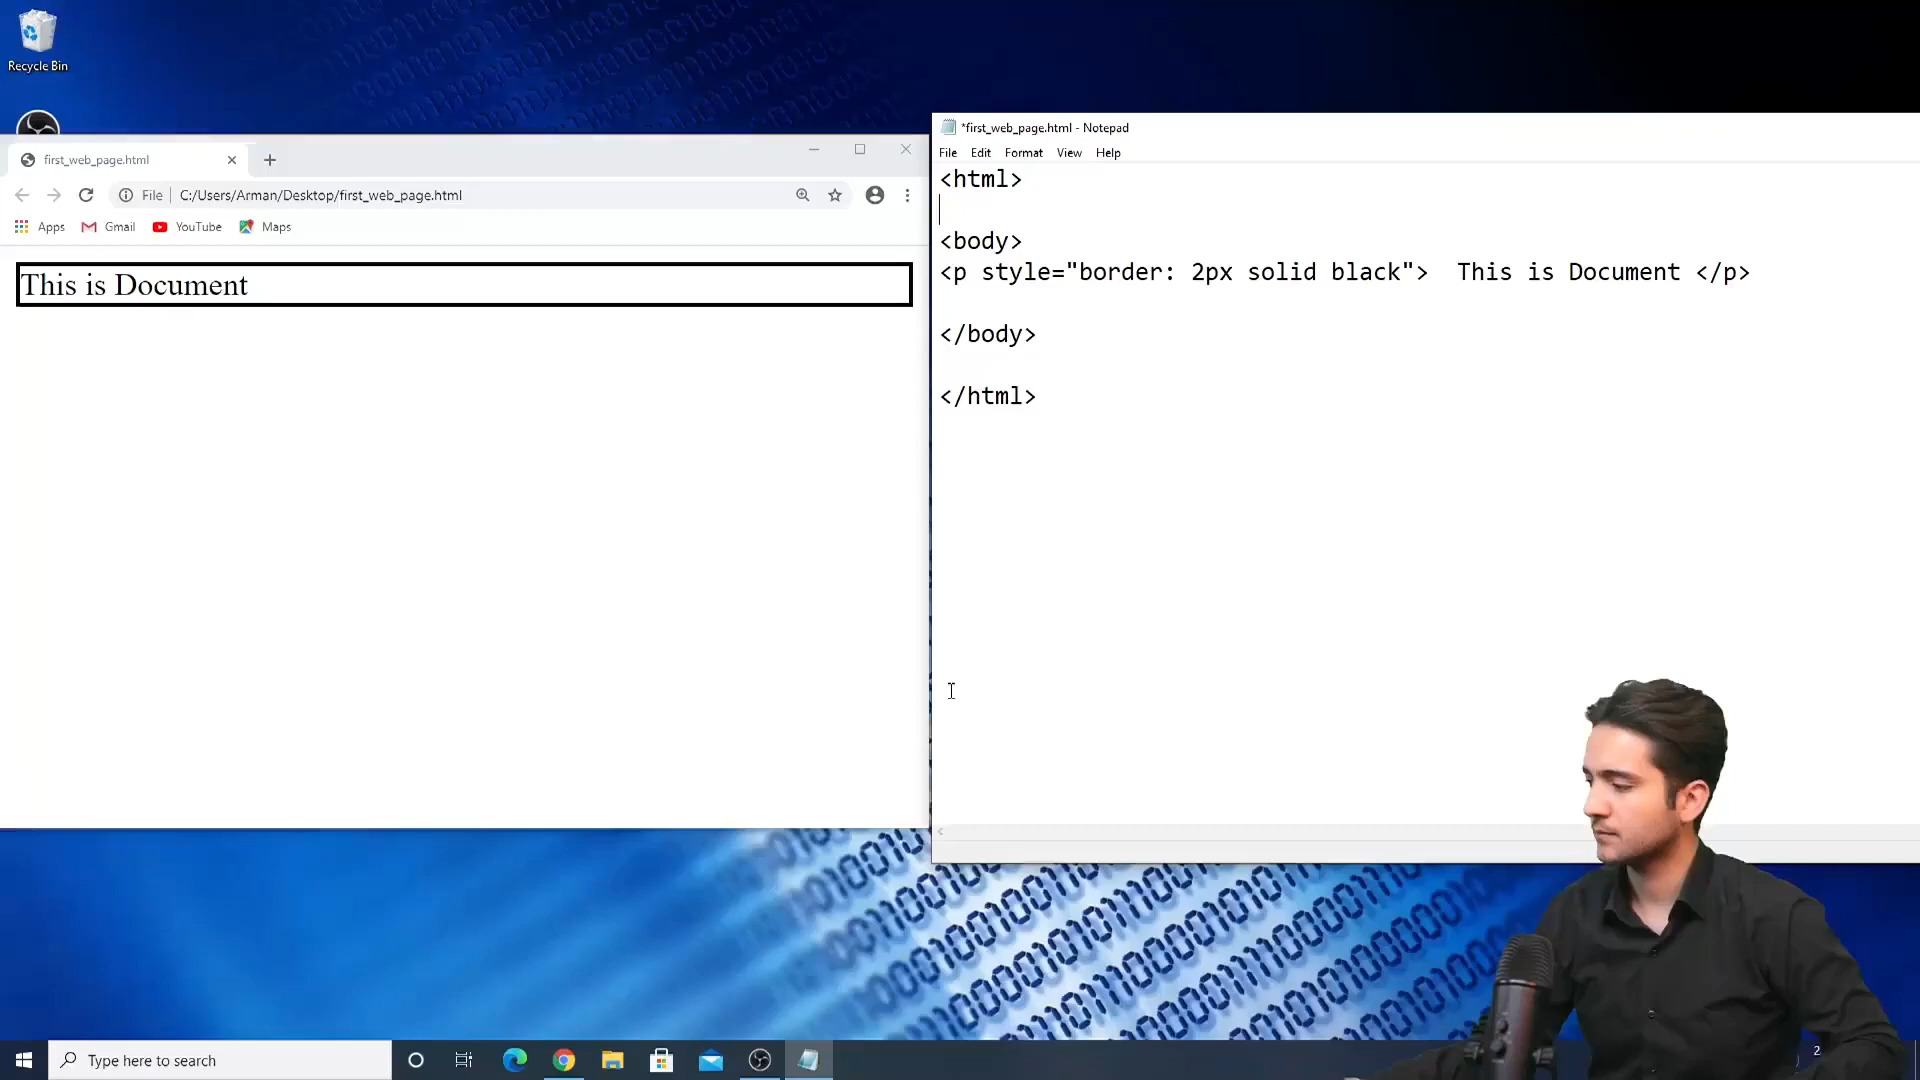 Recycle Bin
first_web_page.html
File C:/Users/Arman/Desktop/first_web_page.html
Apps Gmail YouTube Maps
This is Document
*first_web_page.html - Notepad
File Edit Format View Help
<html>
<body>
<p style="border: 2px solid black">  This is Document </p>
</body>
</html>
Type here to search
2